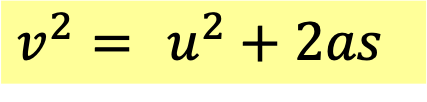 v² = u² + 2as